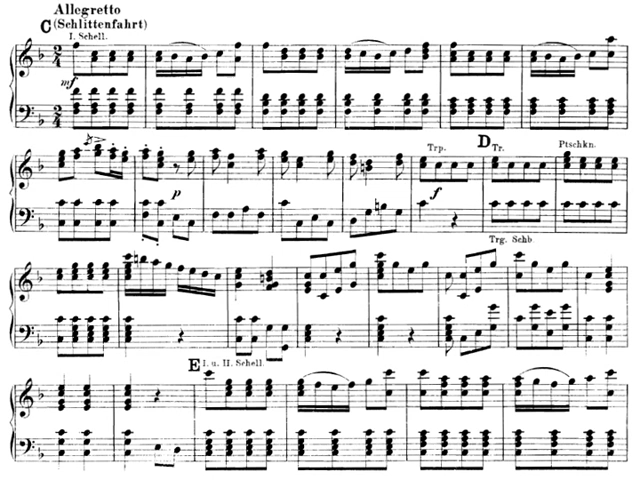 Allegretto
C (Schlittenfahrt)
I. Schell.
mf
p
Trp.
f
D Tr.
Ptschkn.
Trg. Schb
E I. u. II. Schell.